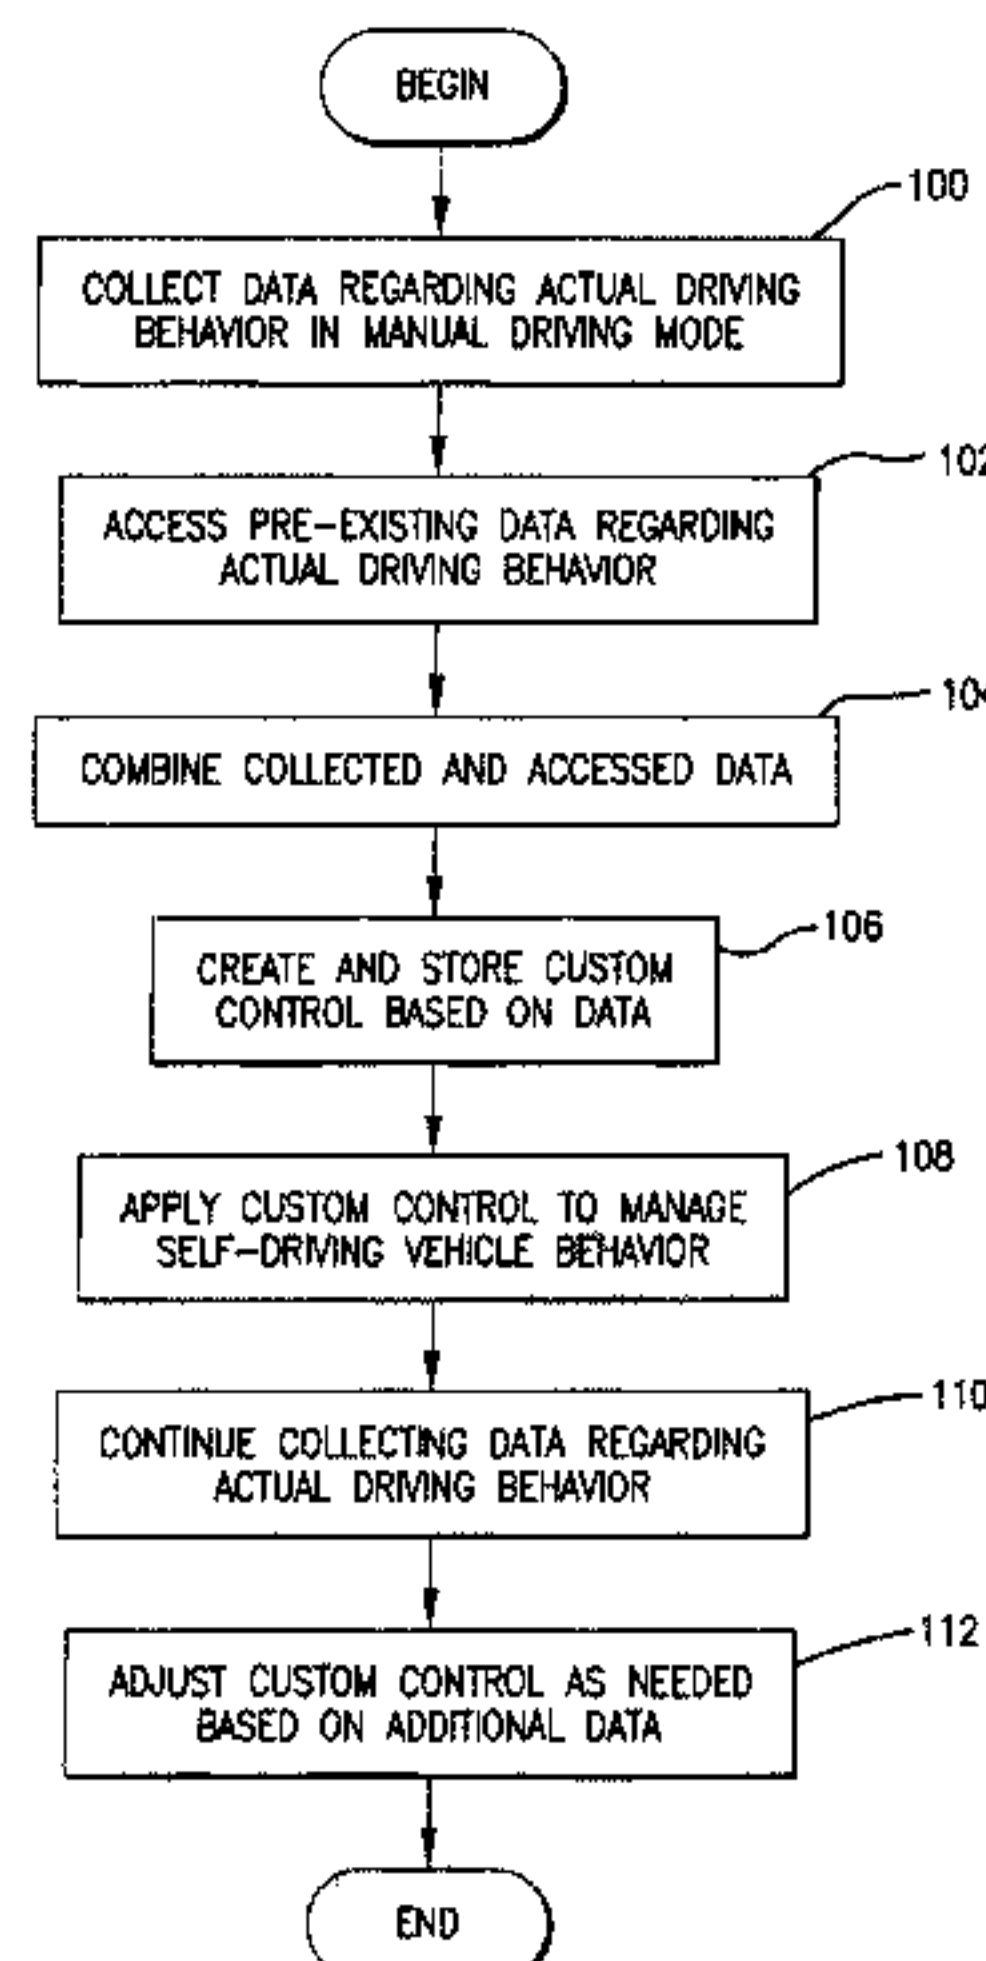 BEGIN
100
COLLECT DATA REGARDING ACTUAL DRIVING
BEHAVIOR IN MANUAL DRIVING MODE
102
ACCESS PRE-EXISTING DATA REGARDING
ACTUAL DRIVING BEHAVIOR
104
COMBINE COLLECTED AND ACCESSED DATA
106
CREATE AND STORE CUSTOM
CONTROL BASED ON DATA
108
APPLY CUSTOM CONTROL TO MANAGE
SELF-DRIVING VEHICLE BEHAVIOR
110
CONTINUE COLLECTING DATA REGARDING
ACTUAL DRIVING BEHAVIOR
112
ADJUST CUSTOM CONTROL AS NEEDED
BASED ON ADDITIONAL DATA
END